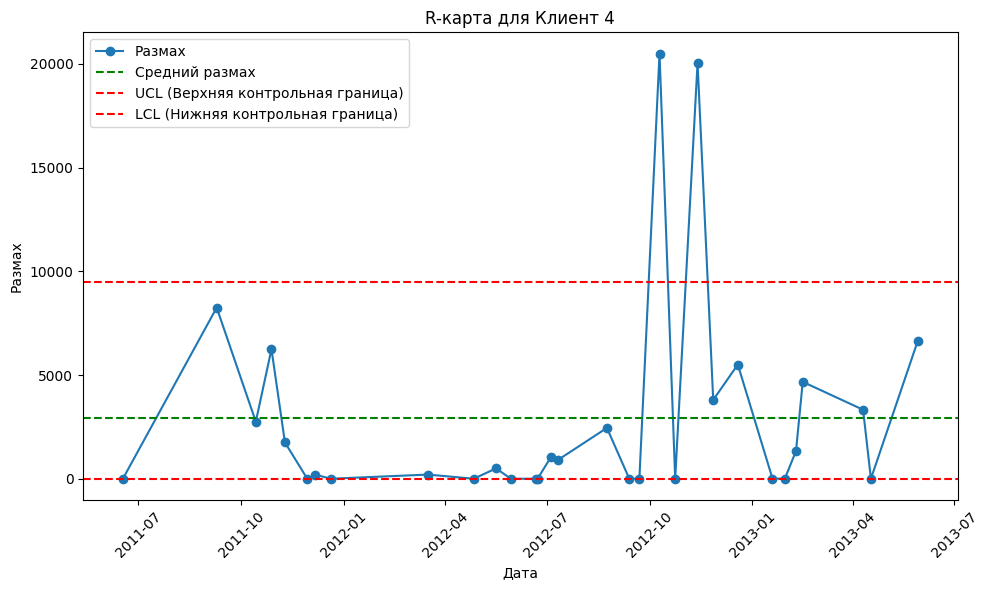 R-карта для Клиент 4
Размах
Средний размах
UCL (Верхняя контрольная граница)
LCL (Нижняя контрольная граница)
20000
15000
10000
5000
0
Размах
2011-07
2011-10
2012-01
2012-04
2012-07
2012-10
2013-01
2013-04
2013-07
Дата